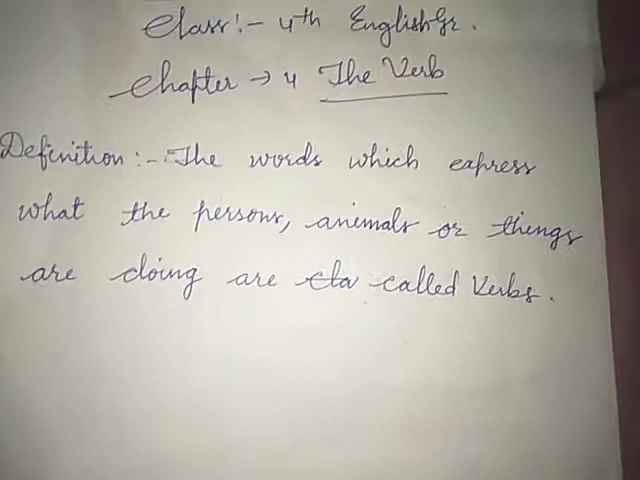 Class:- 4th English Gr.
Chapter → 4 The Verb
Definition:- The words which express
what the persons, animals or things
are doing are called Verbs.